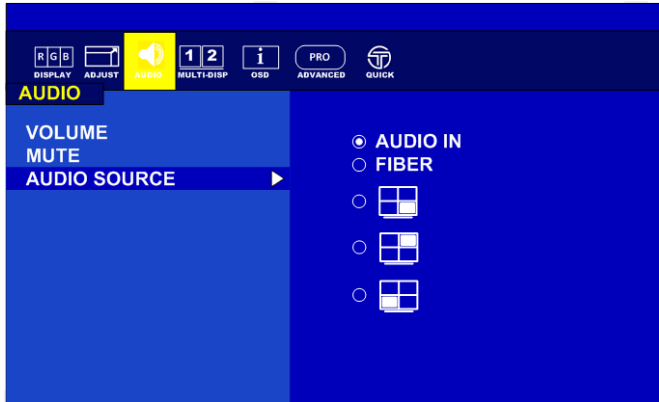 R G B
DISPLAY
ADJUST
AUDIO
1 2
MULTI-DISP
i
OSD
PRO
ADVANCED
QUICK
AUDIO
VOLUME
MUTE
AUDIO SOURCE
AUDIO IN
FIBER